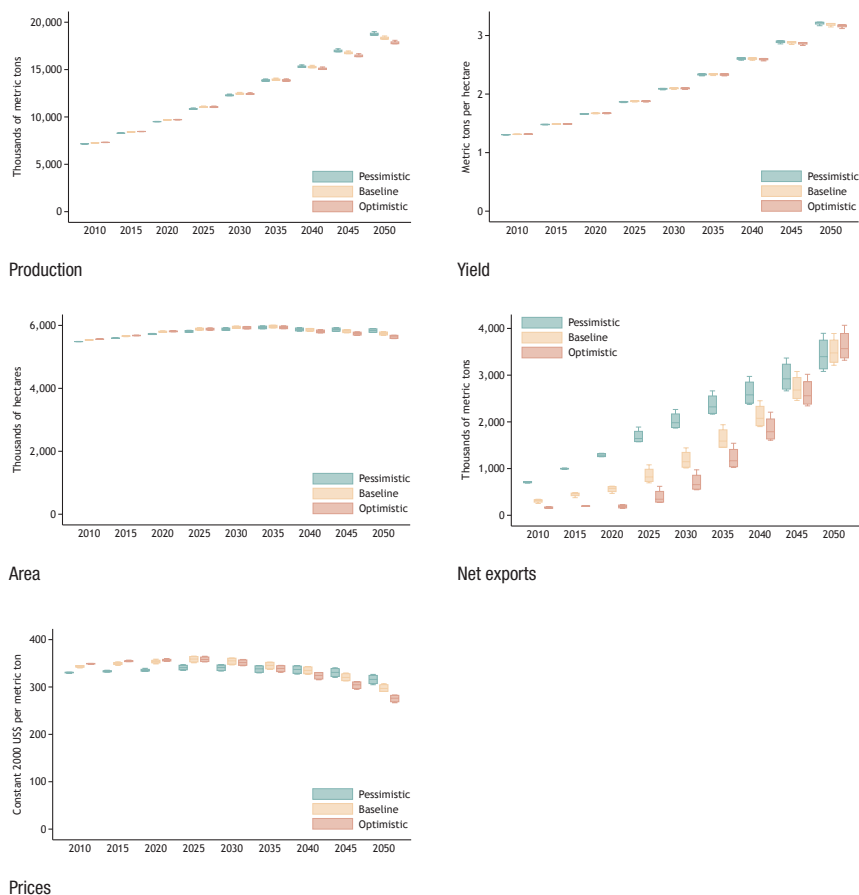 Thousands of metric tons
20,000
15,000
10,000
5,000
0
Pessimistic
Baseline
Optimistic
2010 2015 2020 2025 2030 2035 2040 2045 2050
Production
Metric tons per hectare
3
2
1
0
Pessimistic
Baseline
Optimistic
2010 2015 2020 2025 2030 2035 2040 2045 2050
Yield
Thousands of hectares
6,000
4,000
2,000
0
Pessimistic
Baseline
Optimistic
2010 2015 2020 2025 2030 2035 2040 2045 2050
Area
Thousands of metric tons
Pessimistic
Baseline
Optimistic
4,000
3,000
2,000
1,000
0
2010 2015 2020 2025 2030 2035 2040 2045 2050
Net exports
Constant 2000 US$ per metric ton
400
300
200
100
0
Pessimistic
Baseline
Optimistic
2010 2015 2020 2025 2030 2035 2040 2045 2050
Prices